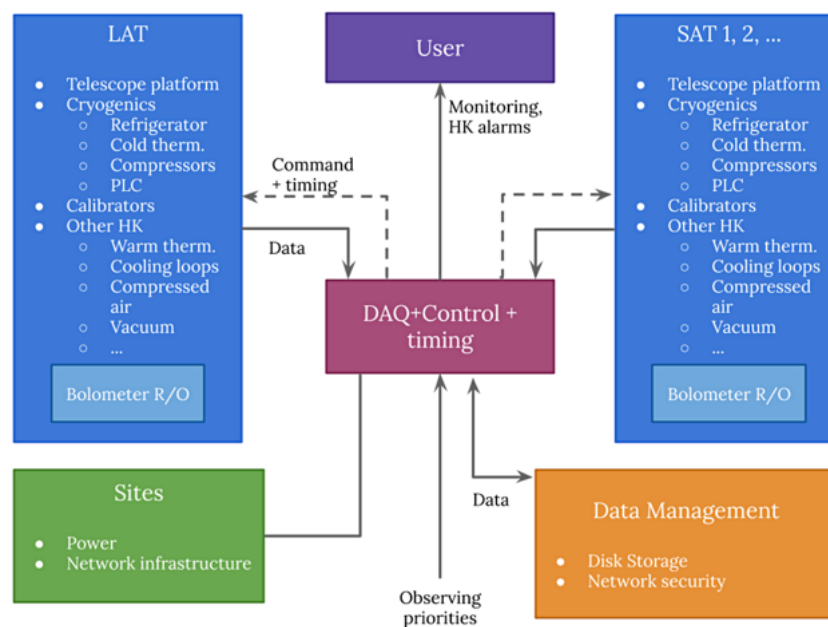 LAT
Telescope platform
Cryogenics
Refrigerator
Cold therm.
Compressors
PLC
Calibrators
Other HK
Warm therm.
Cooling loops
Compressed
air
Vacuum
...
Bolometer R/O
User
Monitoring,
HK alarms
Command
+ timing
Data
DAQ+Control +
timing
SAT 1, 2, ...
Telescope platform
Cryogenics
Refrigerator
Cold therm.
Compressors
PLC
Calibrators
Other HK
Warm therm.
Cooling loops
Compressed
air
Vacuum
...
Bolometer R/O
Sites
Power
Network infrastructure
Observing
priorities
Data
Data Management
Disk Storage
Network security